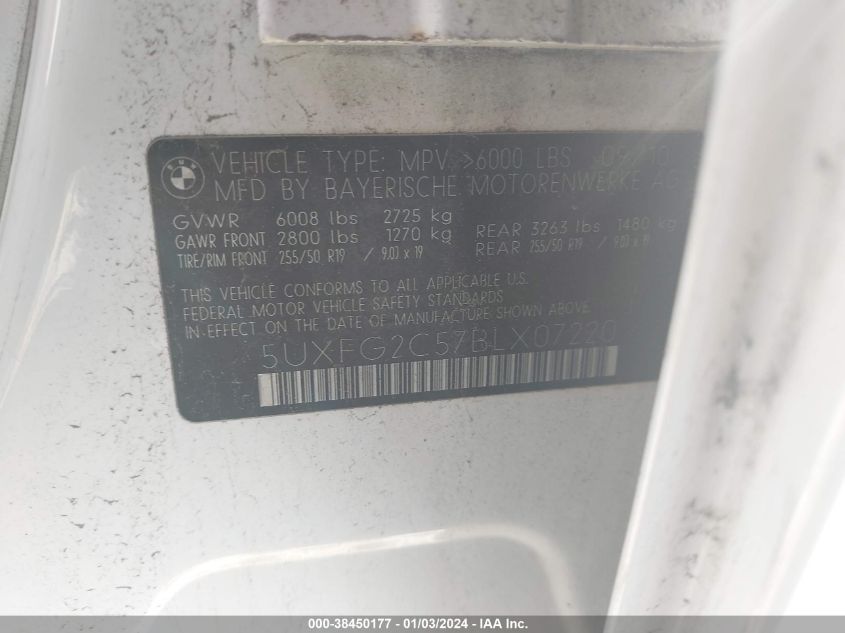 BMW
VEHICLE TYPE: MPV >6000 LBS 09/10
MFD BY BAYERISCHE MOTORENWERKE AG
GVWR 6008 lbs 2725 kg
GAWR FRONT 2800 lbs 1270 kg REAR 3263 lbs 1480 kg
TIRE/RIM FRONT 255/50 R19 / 9.0J x 19 REAR 255/50 R19 / 9.0J x 19
THIS VEHICLE CONFORMS TO ALL APPLICABLE U.S.
FEDERAL MOTOR VEHICLE SAFETY STANDARDS
IN EFFECT ON THE DATE OF MANUFACTURE SHOWN ABOVE
5UXFG2C57BLX07220
000-38450177 - 01/03/2024 - IAA Holdings, LLC.